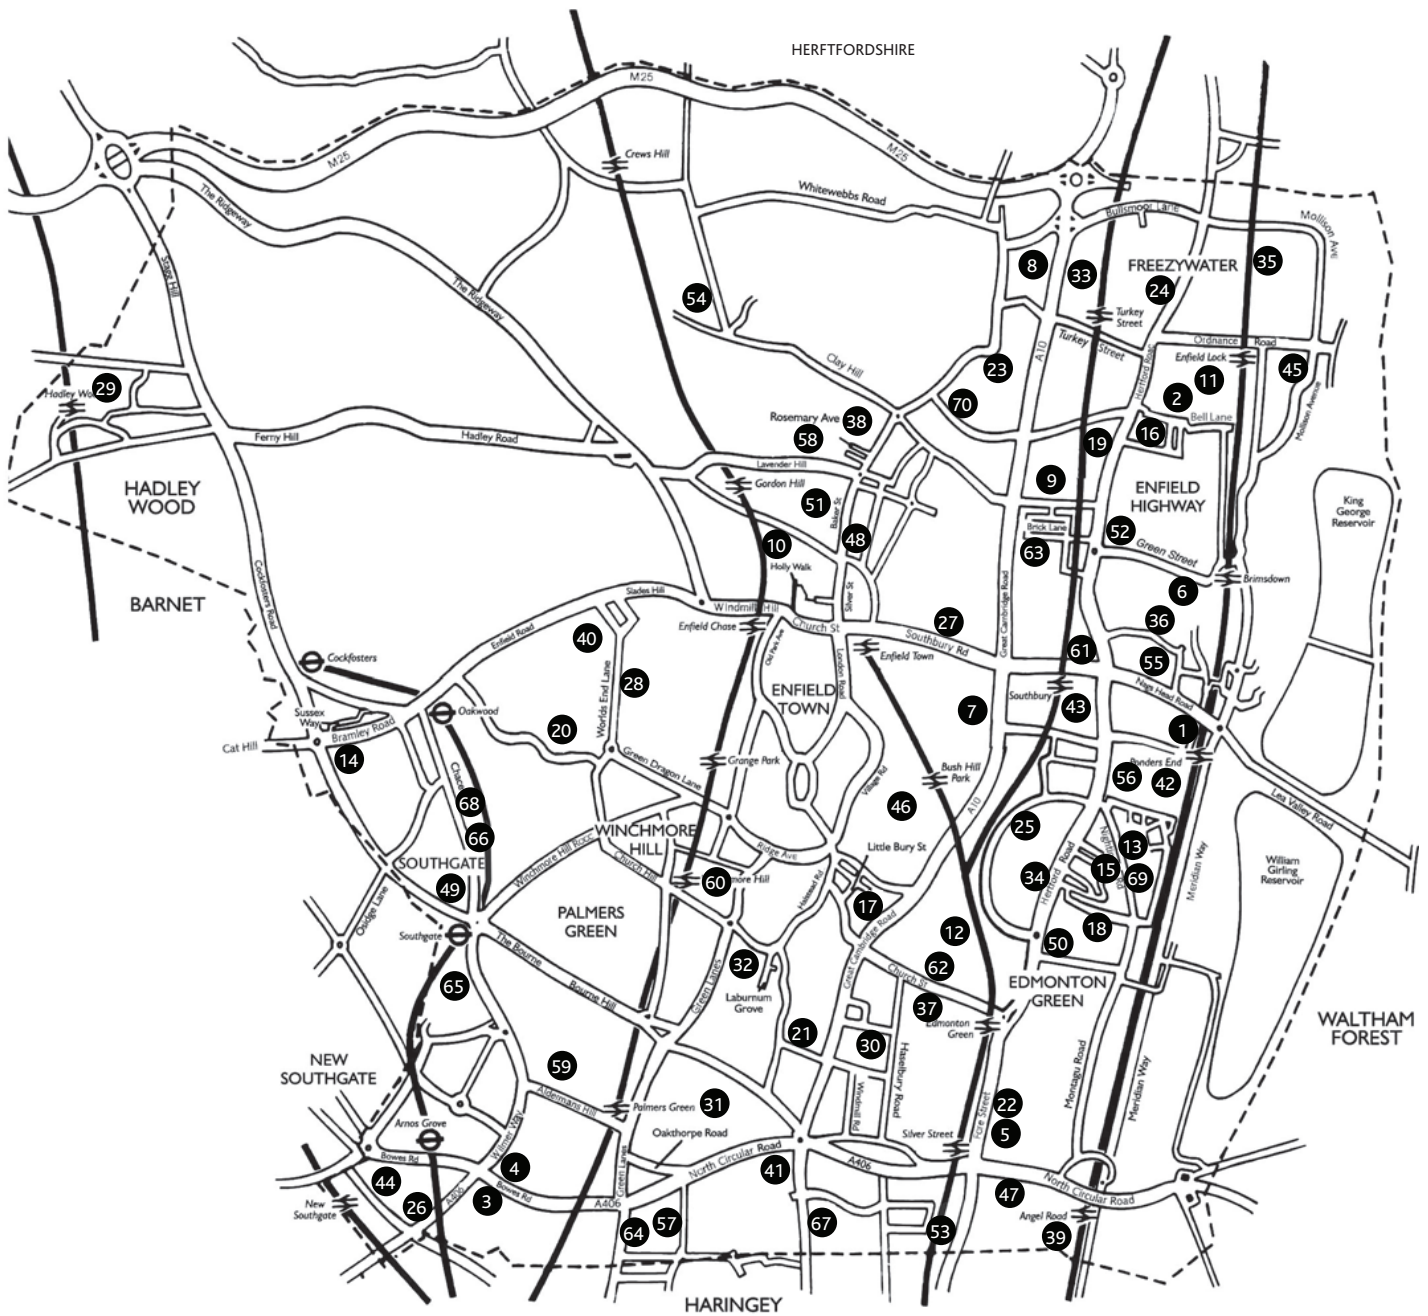 HERFTFORDSHIRE
M25
Crews Hill
M25
M25
The Ridgeway
Whitewebbs Road
Bullsmoor Lane
Mollison Ave
Stagg Hill
8
33
FREEZYWATER
35
24
54
The Ridgeway
Turkey Street
Turkey Street
A10
Ordnance Road
Enfield Lock
Hertford Road
Clay Hill
23
11
45
29
2
70
Rosemary Ave
38
Bell Lane
Mollison Avenue
58
19
16
Ferny Hill
Hadley Road
Lavender Hill
Gordon Hill
9
HADLEY
WOOD
51
Baker St
ENFIELD
HIGHWAY
King
George
Reservoir
Brick Lane
52
10
48
63
Green Street
Holly Walk
Cockfosters Road
BARNET
Brimsdown
Slades Hill
Silver St
6
Windmill Hill
Great Cambridge Road
Church St
36
Enfield Chase
27
Southbury Rd
Enfield Road
40
Old Park Ave
Enfield Town
61
Cockfosters
London Road
55
28
ENFIELD
TOWN
Southbury
Nags Head Road
Oakwood
Worlds End Lane
7
43
Sussex
Way
Bramley Road
20
1
Cat Hill
14
Green Dragon Lane
Grange Park
Ponders End
Bush Hill
Park
56
42
Village Rd
Chase
68
46
A10
Lea Valley Road
66
WINCHMORE
HILL
25
Little Bury St
13
Ridge Ave
Church Hill
Hertford Road
Meridian Way
SOUTHGATE
15
William
Girling
Reservoir
49
60
34
69
Halstead Rd
17
PALMERS
GREEN
Osidge Lane
18
Southgate
12
50
The Bourne
Great Cambridge Road
32
62
Church St
65
Green Lanes
EDMONTON
GREEN
Bourne Hill
Laburnum
Grove
37
Edmonton
Green
WALTHAM
FOREST
21
30
Haselbury Road
NEW
SOUTHGATE
59
Montagu Road
Meridian Way
Aldermans Hill
Palmers Green
31
22
Fore Street
Windmill Rd
Arnos Grove
Wilmer Way
Oakthorpe Road
5
Silver Street
Bowes Rd
North Circular Road
4
41
A406
44
Green Lanes
3
Bowes Rd
A406
A406
North Circular Road
47
26
New
Southgate
Angel Road
64
57
67
53
39
HARINGEY